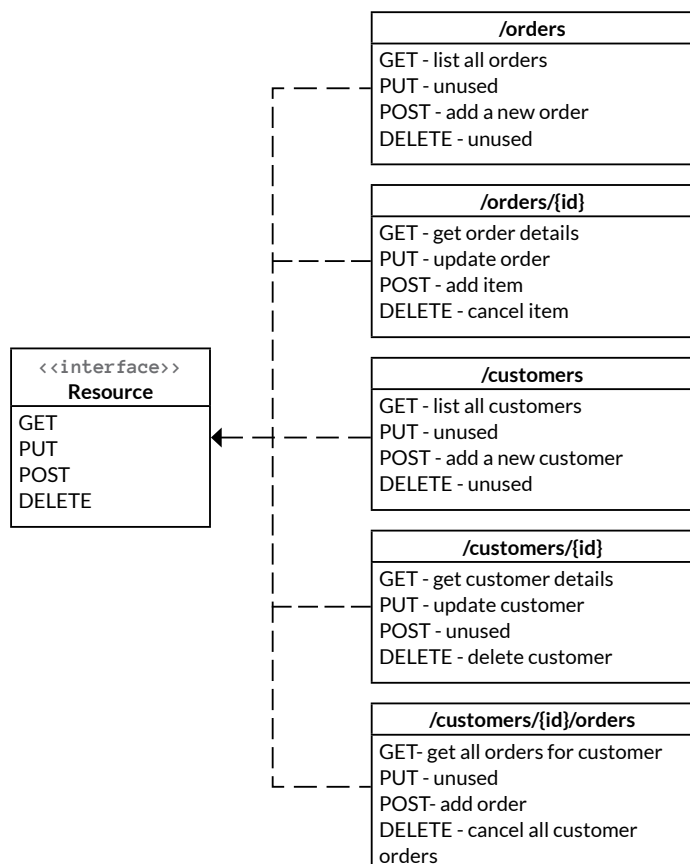 /orders
GET - list all orders
PUT - unused
POST - add a new order
DELETE - unused
/orders/{id}
GET - get order details
PUT - update order
POST - add item
DELETE - cancel item
<<interface>>
Resource
GET
PUT
POST
DELETE
/customers
GET - list all customers
PUT - unused
POST - add a new customer
DELETE - unused
/customers/{id}
GET - get customer details
PUT - update customer
POST - unused
DELETE - delete customer
/customers/{id}/orders
GET- get all orders for customer
PUT - unused
POST- add order
DELETE - cancel all customer
orders